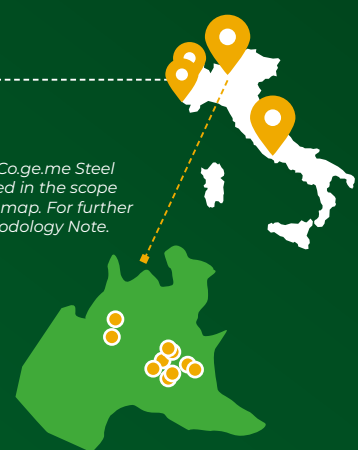 Co.ge.me Steel
ed in the scope
map. For further
odology Note.